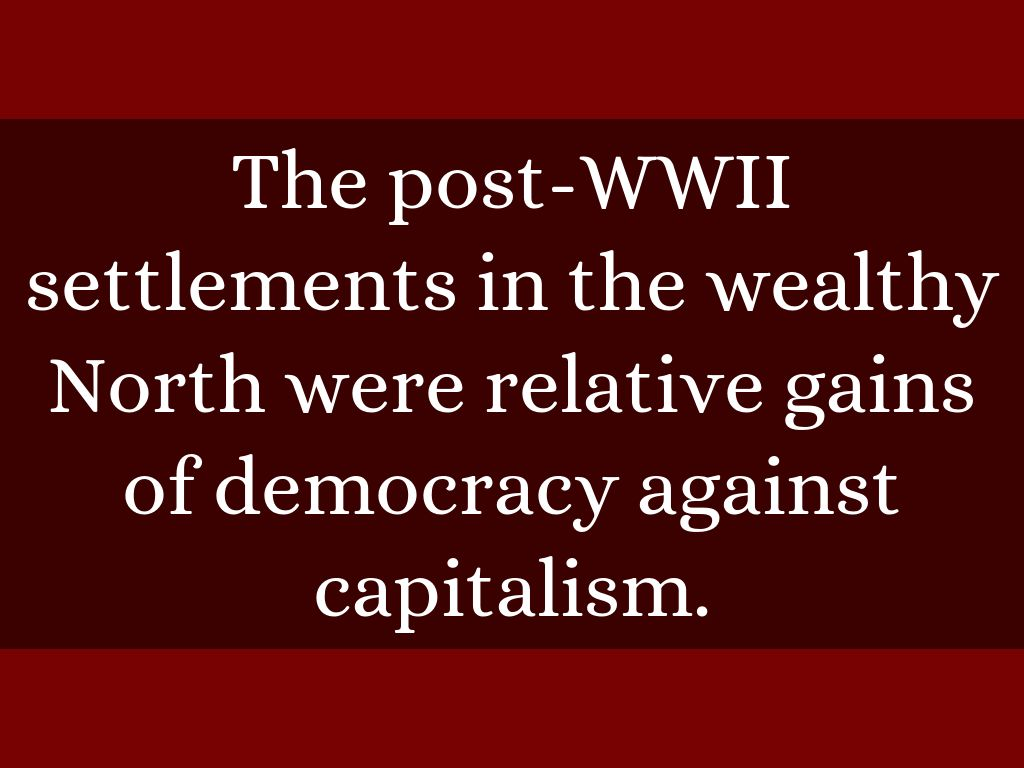 The post-WWII
settlements in the wealthy
North were relative gains
of democracy against
capitalism.